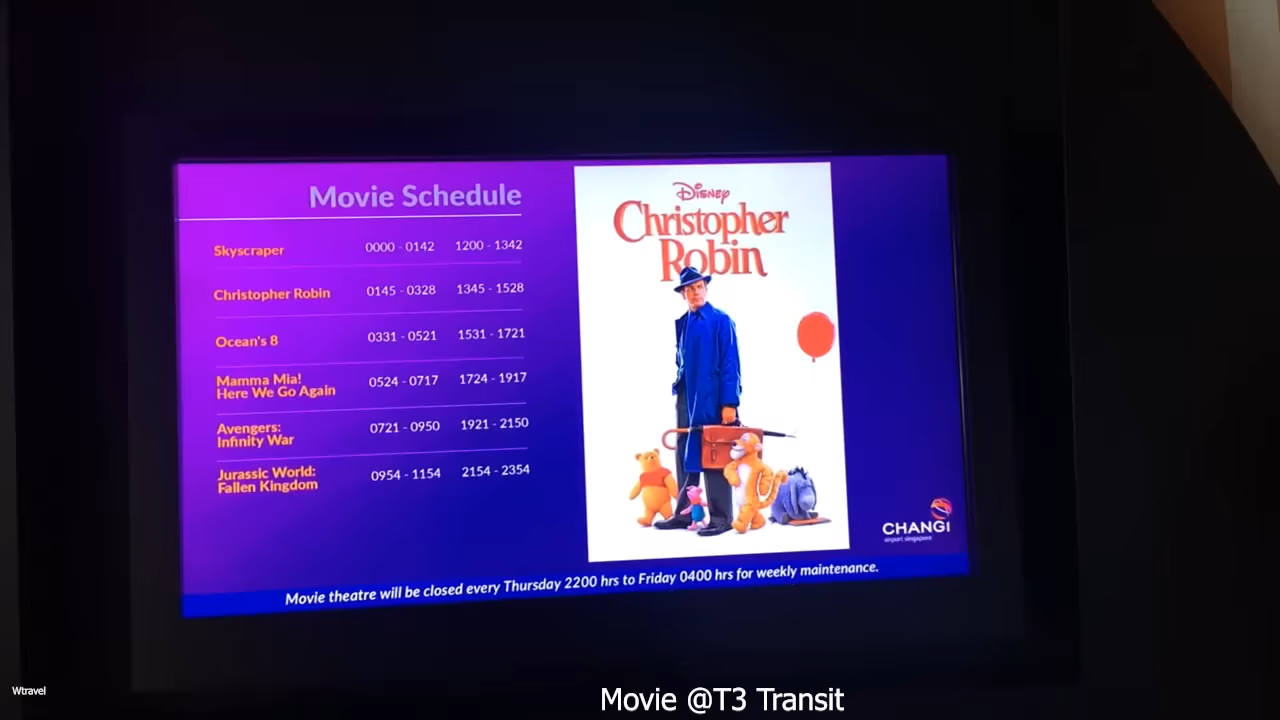 Movie Schedule
Skyscraper 0000 - 0142 1200 - 1342
Christopher Robin 0145 - 0328 1345 - 1528
Ocean's 8 0331 - 0521 1531 - 1721
Mamma Mia!
Here We Go Again 0524 - 0717 1724 - 1917
Avengers:
Infinity War 0721 - 0950 1921 - 2150
Jurassic World:
Fallen Kingdom 0954 - 1154 2154 - 2354
Disney
Christopher
Robin
CHANGI
airport singapore
Movie theatre will be closed every Thursday 2200 hrs to Friday 0400 hrs for weekly maintenance.
Wtravel
Movie @T3 Transit